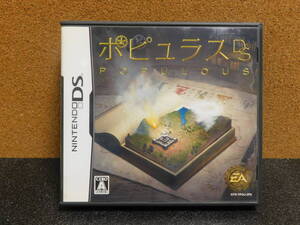 ポピュラスDS
POPULOUS
NINTENDO DS
EA